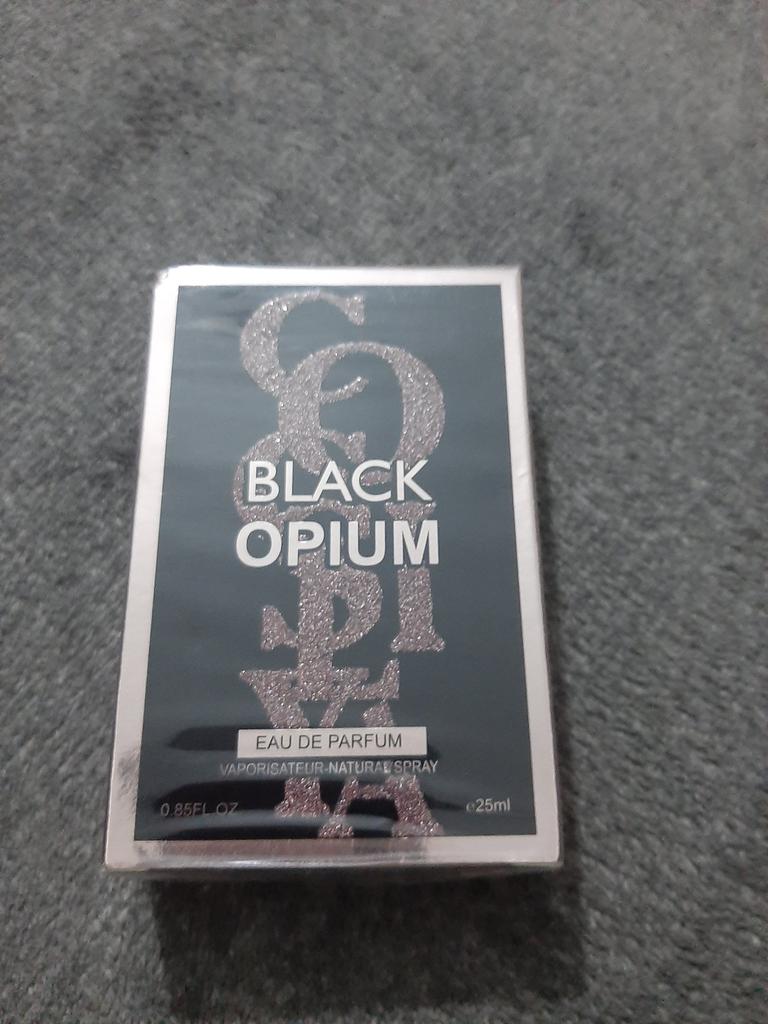 BLACK
OPIUM
EAU DE PARFUM
VAPORISATEUR-NATURAL SPRAY
0.85FL.OZ
e25ml